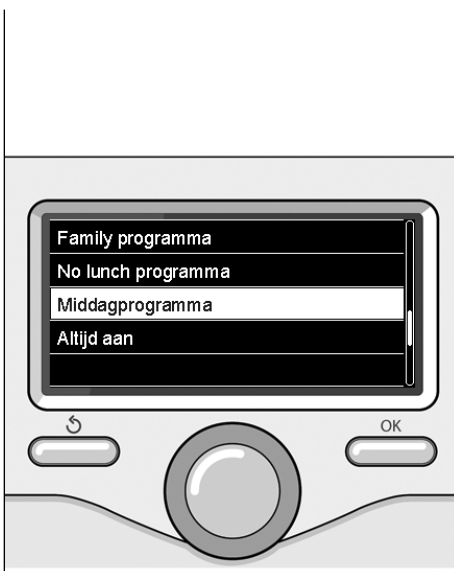 Family programma
No lunch programma
Middagprogramma
Altijd aan
OK